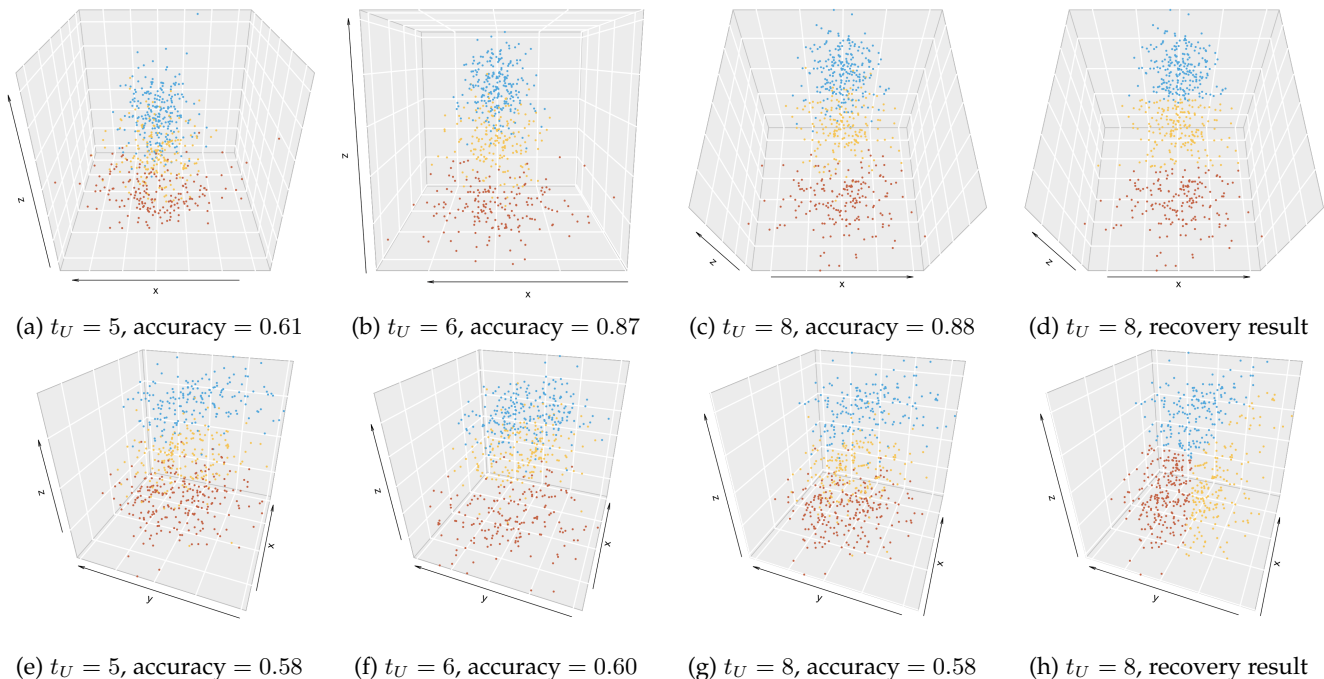 z
x
z
x
z
x
z
x
(a) t_U = 5, accuracy = 0.61
(b) t_U = 6, accuracy = 0.87
(c) t_U = 8, accuracy = 0.88
(d) t_U = 8, recovery result
z
y
x
z
y
x
z
y
x
z
y
x
(e) t_U = 5, accuracy = 0.58
(f) t_U = 6, accuracy = 0.60
(g) t_U = 8, accuracy = 0.58
(h) t_U = 8, recovery result